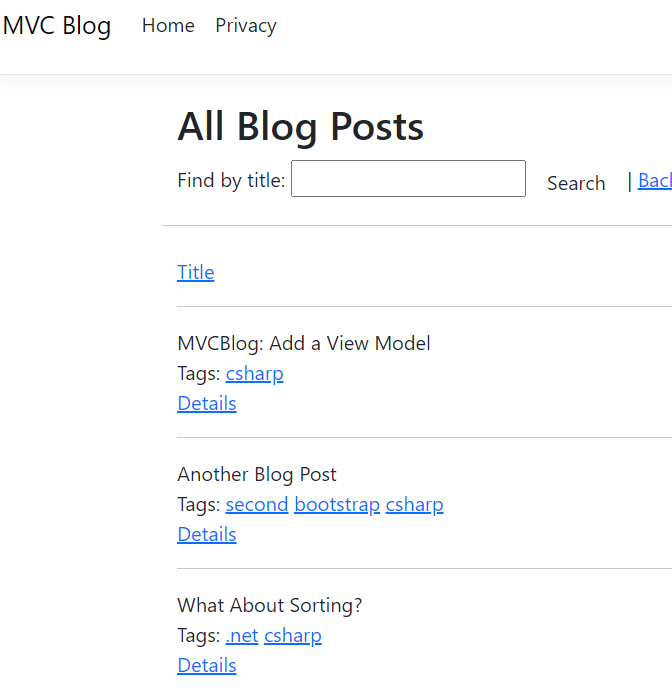 MVC Blog Home Privacy
All Blog Posts
Find by title: Search | Bac
Title
MVCBlog: Add a View Model
Tags: csharp
Details
Another Blog Post
Tags: second bootstrap csharp
Details
What About Sorting?
Tags: .net csharp
Details